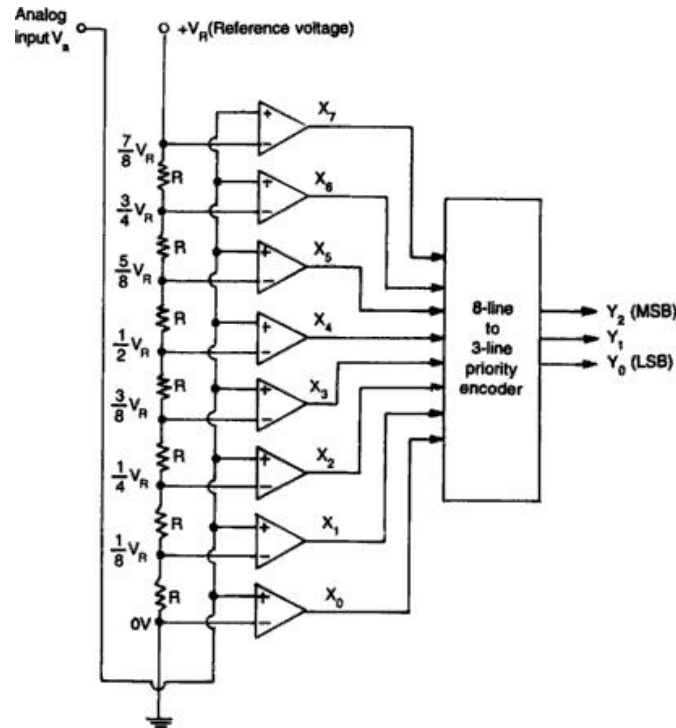 Analog
input Va
+VR (Reference voltage)
X7
7/8 VR
R
X6
3/4 VR
R
X5
5/8 VR
R
X4
1/2 VR
R
X3
3/8 VR
R
X2
1/4 VR
R
X1
1/8 VR
R
X0
0V
8-line
to
3-line
priority
encoder
Y2 (MSB)
Y1
Y0 (LSB)
+
−
+
−
+
−
+
−
+
−
+
−
+
−
+
−